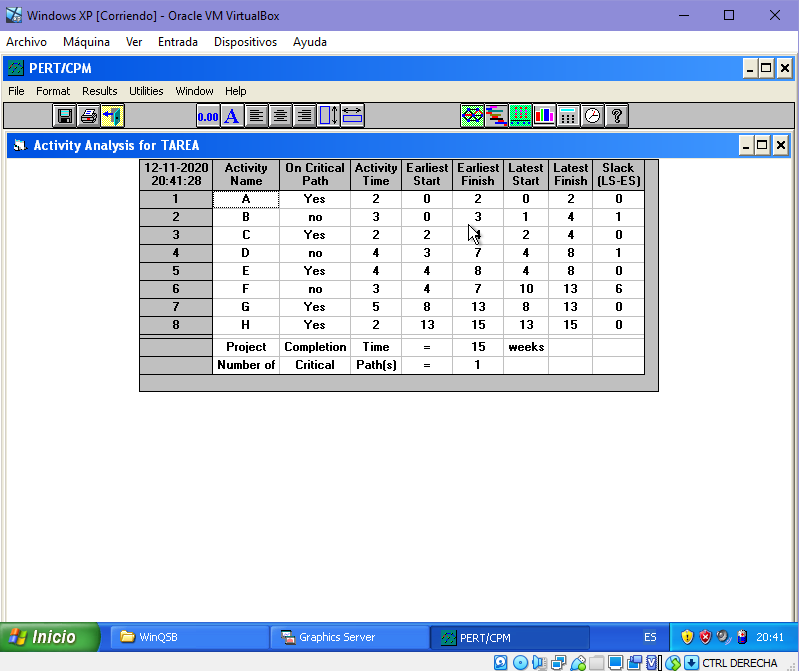 Windows XP [Corriendo] - Oracle VM VirtualBox
Archivo Máquina Ver Entrada Dispositivos Ayuda
PERT/CPM
File Format Results Utilities Window Help
0.00 A ?
Activity Analysis for TAREA
12-11-2020 Activity On Critical Activity Earliest Earliest Latest Latest Slack
20:41:28 Name Path Time Start Finish Start Finish (LS-ES)
1 A Yes 2 0 2 0 2 0
2 B no 3 0 3 1 4 1
3 C Yes 2 2 4 2 4 0
4 D no 4 3 7 4 8 1
5 E Yes 4 4 8 4 8 0
6 F no 3 4 7 10 13 6
7 G Yes 5 8 13 8 13 0
8 H Yes 2 13 15 13 15 0
Project Completion Time = 15 weeks
Number of Critical Path(s) = 1
Inicio WinQSB Graphics Server PERT/CPM ES 20:41
CTRL DERECHA